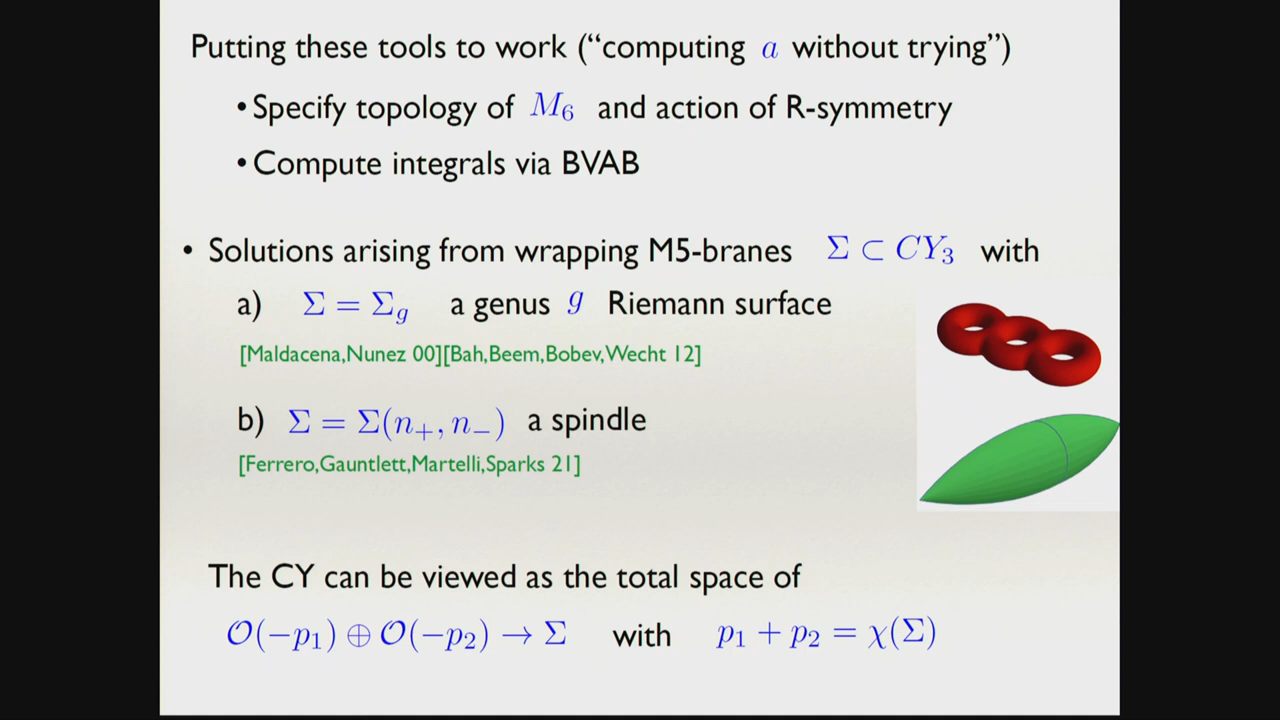 Putting these tools to work (“computing a without trying”)
• Specify topology of M₆ and action of R-symmetry
• Compute integrals via BVAB
• Solutions arising from wrapping M5-branes Σ ⊂ CY₃ with
a) Σ = Σ_g a genus g Riemann surface
[Maldacena,Nunez 00][Bah,Beem,Bobev,Wecht 12]
b) Σ = Σ(n₊, n₋) a spindle
[Ferrero,Gauntlett,Martelli,Sparks 21]
The CY can be viewed as the total space of
𝒪(−p₁) ⊕ 𝒪(−p₂) → Σ with p₁ + p₂ = χ(Σ)